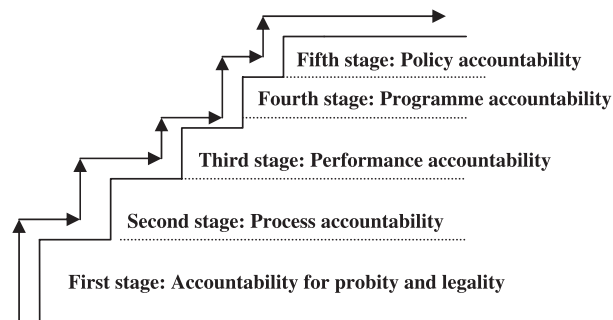 Fifth stage: Policy accountability
Fourth stage: Programme accountability
Third stage: Performance accountability
Second stage: Process accountability
First stage: Accountability for probity and legality